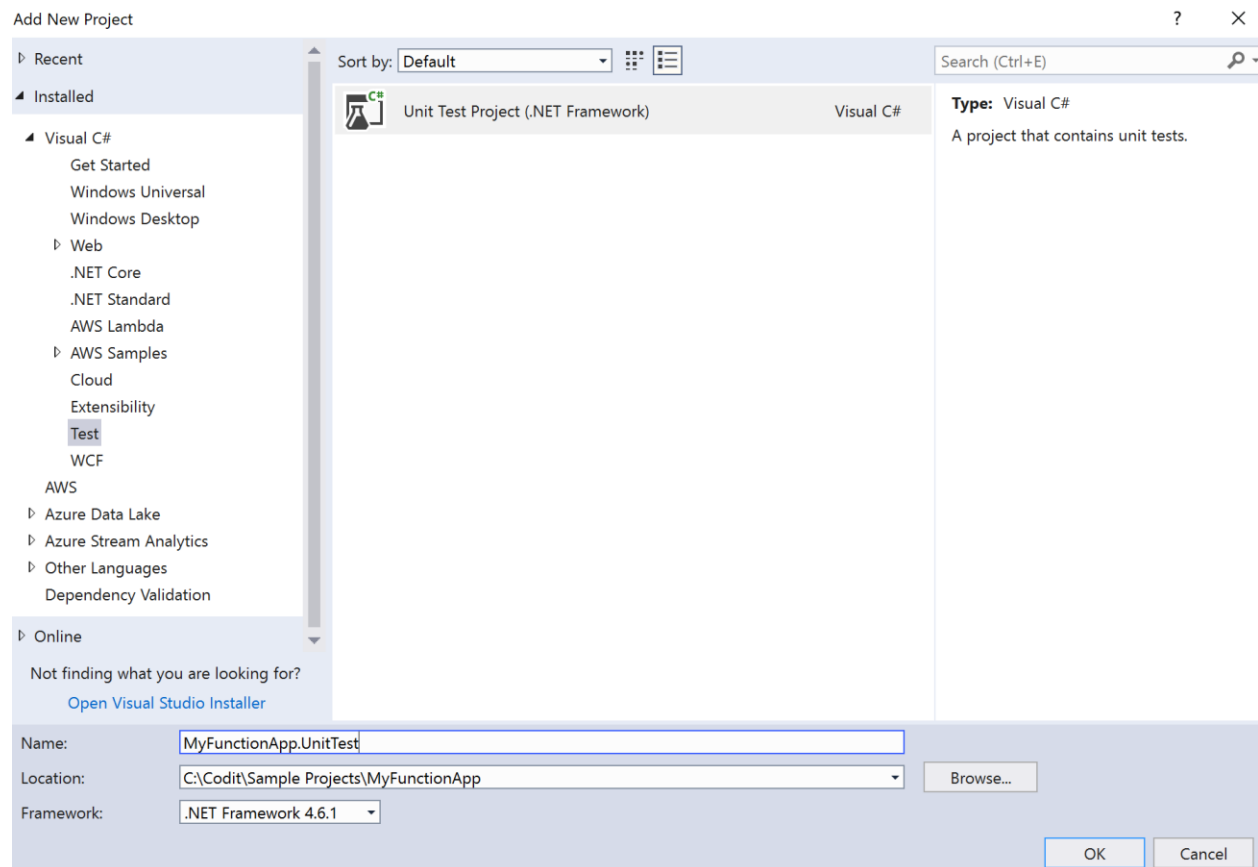 Add New Project
?
Recent
Installed
Visual C#
Get Started
Windows Universal
Windows Desktop
Web
.NET Core
.NET Standard
AWS Lambda
AWS Samples
Cloud
Extensibility
Test
WCF
AWS
Azure Data Lake
Azure Stream Analytics
Other Languages
Dependency Validation
Online
Not finding what you are looking for?
Open Visual Studio Installer
Sort by: Default
C#
Unit Test Project (.NET Framework) Visual C#
Search (Ctrl+E)
Type: Visual C#
A project that contains unit tests.
Name: MyFunctionApp.UnitTest
Location: C:\Codit\Sample Projects\MyFunctionApp
Browse...
Framework: .NET Framework 4.6.1
OK Cancel